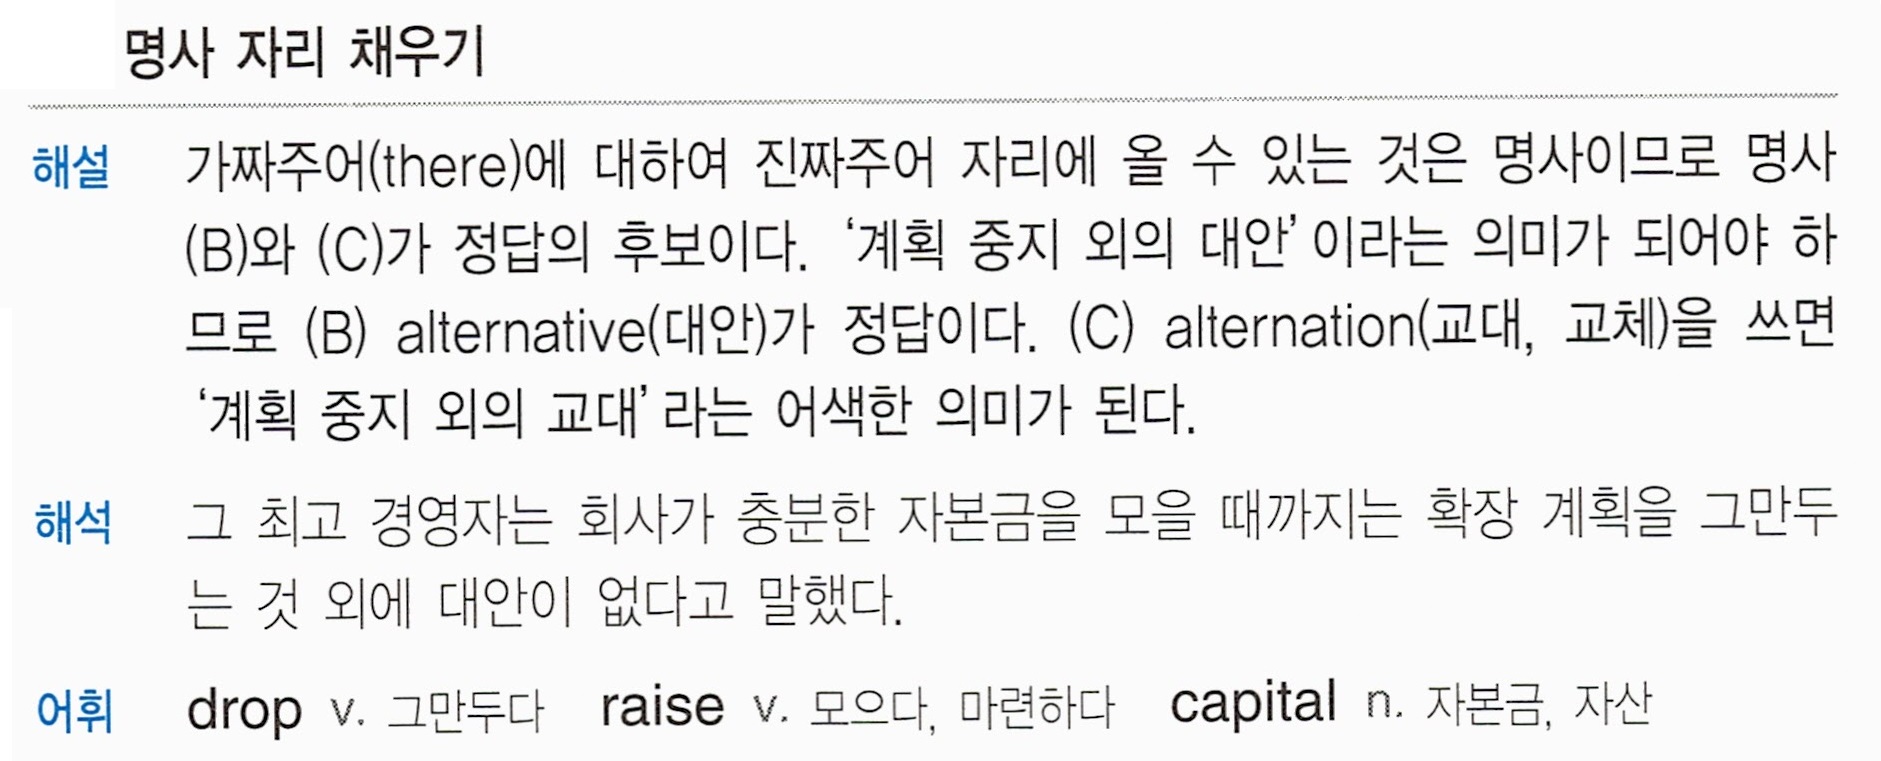 명사 자리 채우기
해설 가짜주어(there)에 대하여 진짜주어 자리에 올 수 있는 것은 명사이므로 명사
(B)와 (C)가 정답의 후보이다. ‘계획 중지 외의 대안’이라는 의미가 되어야 하
므로 (B) alternative(대안)가 정답이다. (C) alternation(교대, 교체)을 쓰면
‘계획 중지 외의 교대’라는 어색한 의미가 된다.
해석 그 최고 경영자는 회사가 충분한 자본금을 모을 때까지는 확장 계획을 그만두
는 것 외에 대안이 없다고 말했다.
어휘 drop v. 그만두다 raise v. 모으다, 마련하다 capital n. 자본금, 자산